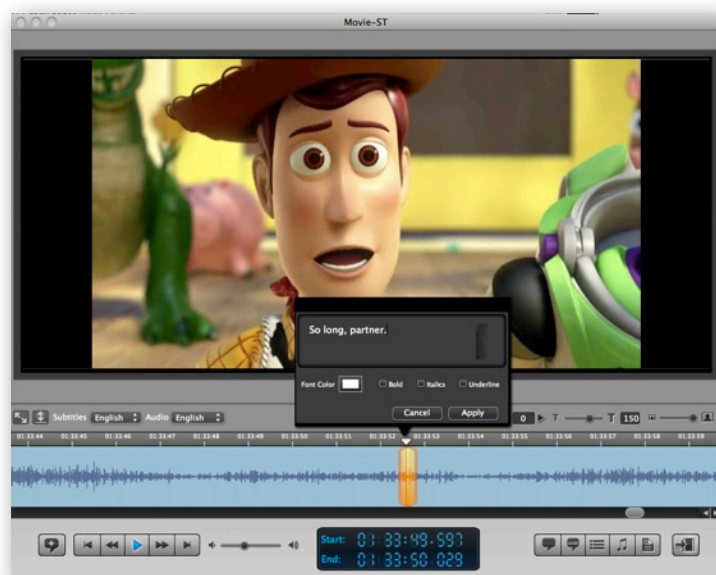 Movie-ST
So long, partner.
Font Color Bold Italics Underline
Cancel Apply
Subtitles English Audio English 0 T T 150
01:33:44 01:33:45 01:33:46 01:33:47 01:33:48 01:33:49 01:33:50 01:33:51 01:33:52 01:33:53 01:33:54 01:33:55 01:33:56 01:33:57 01:33:58 01:33:59
Start: 01:33:49.597
End: 01:33:50.029